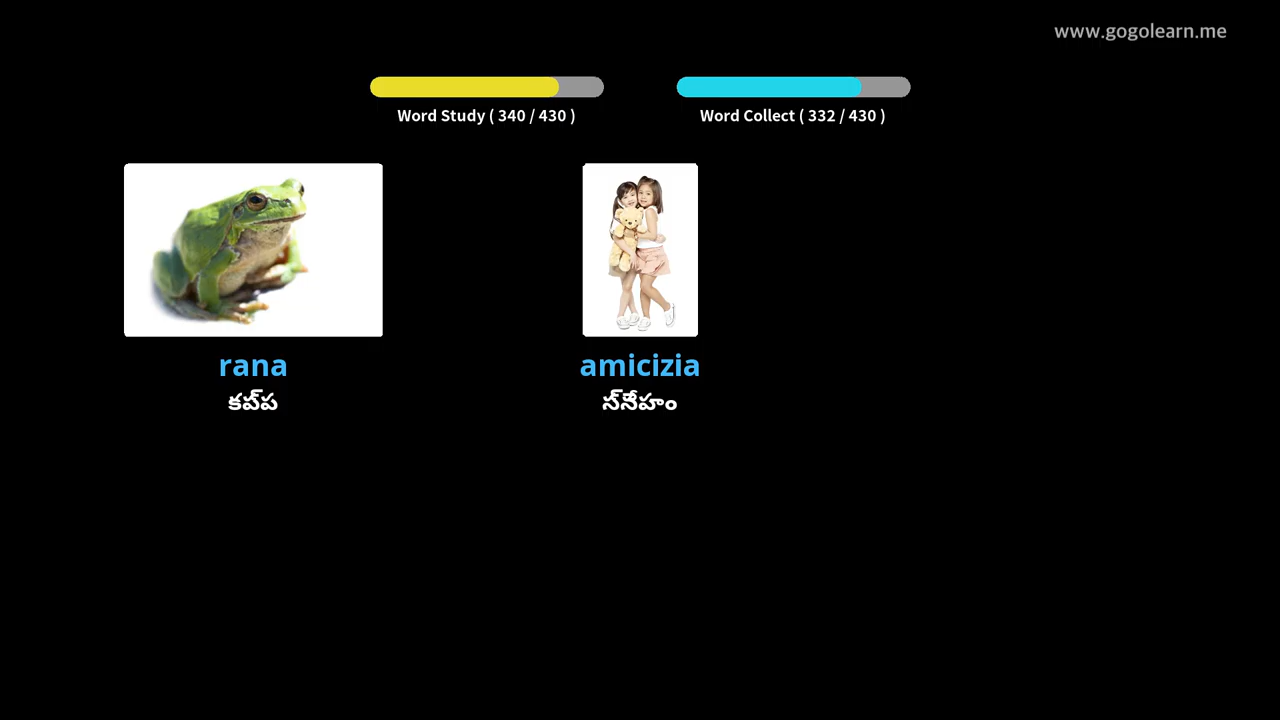 www.gogolearn.me
Word Study ( 340 / 430 )
Word Collect ( 332 / 430 )
rana
amicizia
కప్ప
స్నేహం